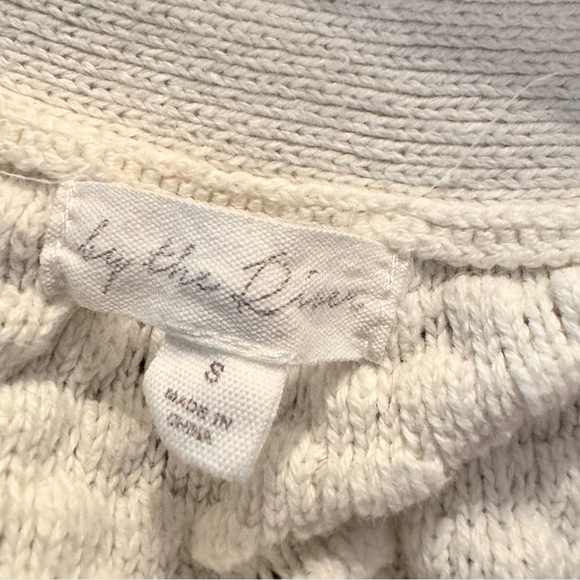 by the River
S
MADE IN
CHINA